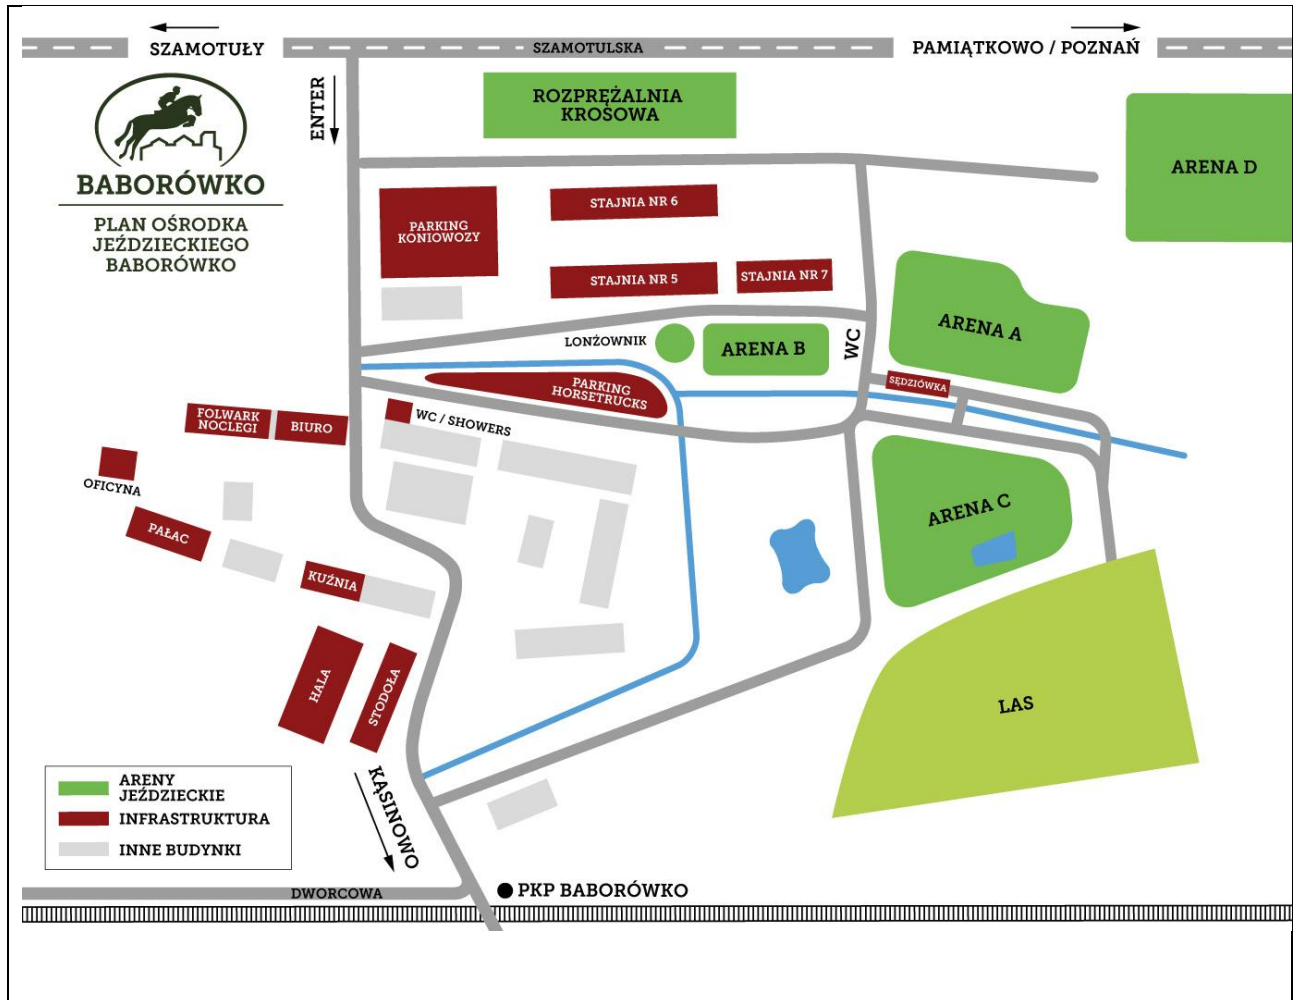 SZAMOTUŁY
SZAMOTULSKA
PAMIĄTKOWO / POZNAŃ
ENTER
BABORÓWKO
PLAN OŚRODKA
JEŹDZIECKIEGO
BABORÓWKO
ROZPRĘŻALNIA
KROSOWA
ARENA D
PARKING
KONIOWOZY
STAJNIA NR 6
STAJNIA NR 5
STAJNIA NR 7
LONŻOWNIK
ARENA B
WC
ARENA A
SĘDZIÓWKA
PARKING
HORSETRUCKS
FOLWARK
NOCLEGI
BIURO
WC / SHOWERS
OFICYNA
PAŁAC
KUŹNIA
ARENA C
HALA
STODOŁA
LAS
KĄSINOWO
ARENY
JEŹDZIECKIE
INFRASTRUKTURA
INNE BUDYNKI
DWORCOWA
PKP BABORÓWKO